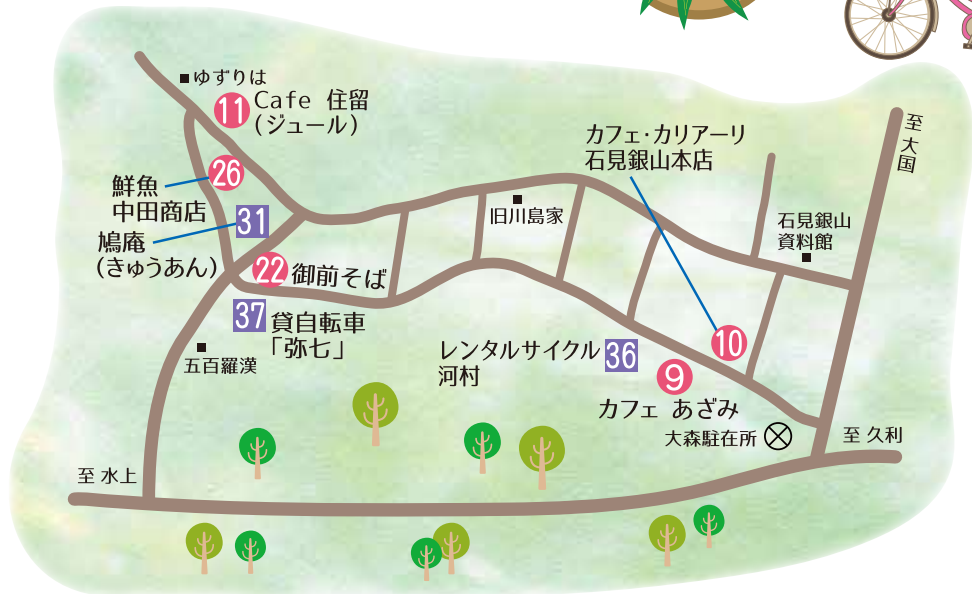 ゆずりは
11
Cafe 住留
(ジュール)
26
鮮魚
中田商店
31
鳩庵
(きゅうあん)
22
御前そば
37
貸自転車
「弥七」
五百羅漢
旧川島家
カフェ・カリアーリ
石見銀山本店
10
石見銀山
資料館
至 大国
レンタルサイクル
河村
36
9
カフェ あざみ
大森駐在所
至 久利
至 水上